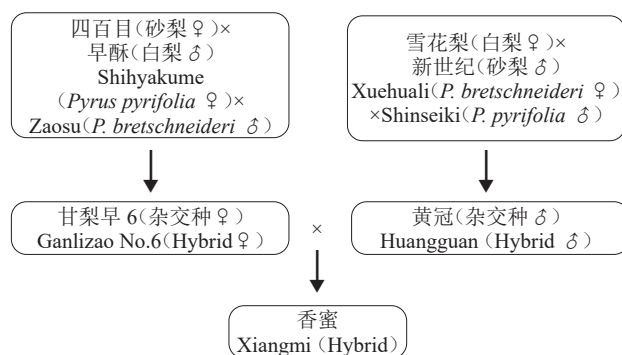 四百目(砂梨♀)×
早酥(白梨♂)
Shihyakume
(Pyrus pyrifolia ♀)×
Zaosu(P. bretschneideri ♂)
雪花梨(白梨♀)×
新世纪(砂梨♂)
Xuehuali(P. bretschneideri ♀)
×Shinseiki(P. pyrifolia ♂)
甘梨早 6(杂交种♀)
Ganlizao No.6(Hybrid♀)
×
黄冠(杂交种♂)
Huangguan (Hybrid ♂)
香蜜
Xiangmi (Hybrid)